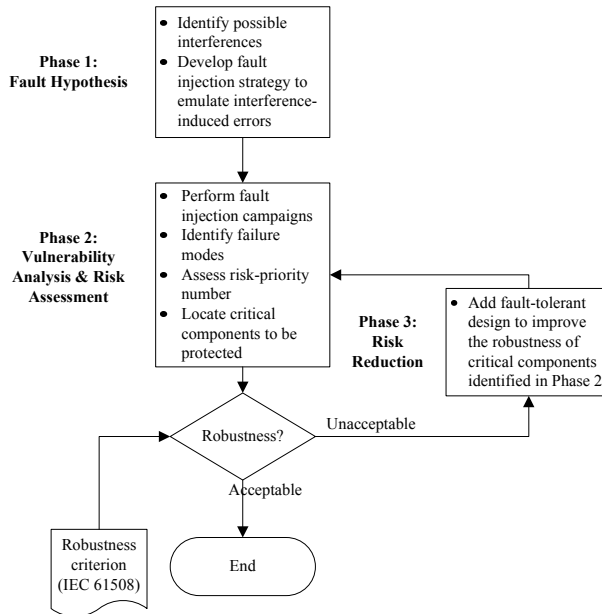 Phase 1:
Fault Hypothesis
• Identify possible
interferences
• Develop fault
injection strategy to
emulate interference-
induced errors
Phase 2:
Vulnerability
Analysis & Risk
Assessment
• Perform fault
injection campaigns
• Identify failure
modes
• Assess risk-priority
number
• Locate critical
components to be
protected
Phase 3:
Risk
Reduction
• Add fault-tolerant
design to improve
the robustness of
critical components
identified in Phase 2
Robustness?
Unacceptable
Acceptable
Robustness
criterion
(IEC 61508)
End